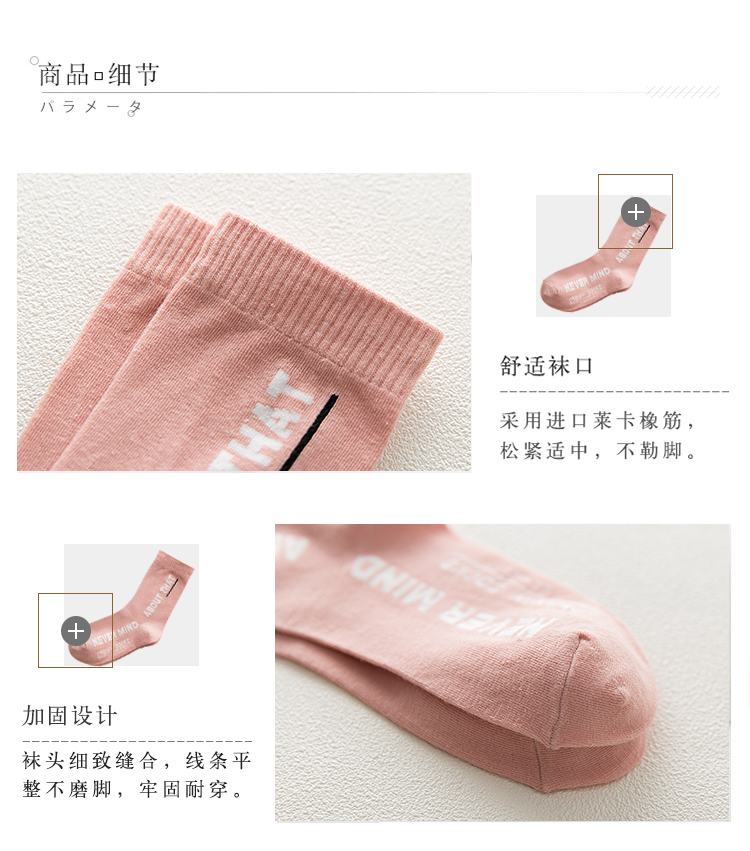 商品 细节
パラメータ
THAT
NEVER MIND
ABOUT THAT
舒适袜口
采用进口莱卡橡筋，
松紧适中，不勒脚。
ABOUT THAT
NEVER MIND
NEVER MIND
加固设计
袜头细致缝合，线条平
整不磨脚，牢固耐穿。